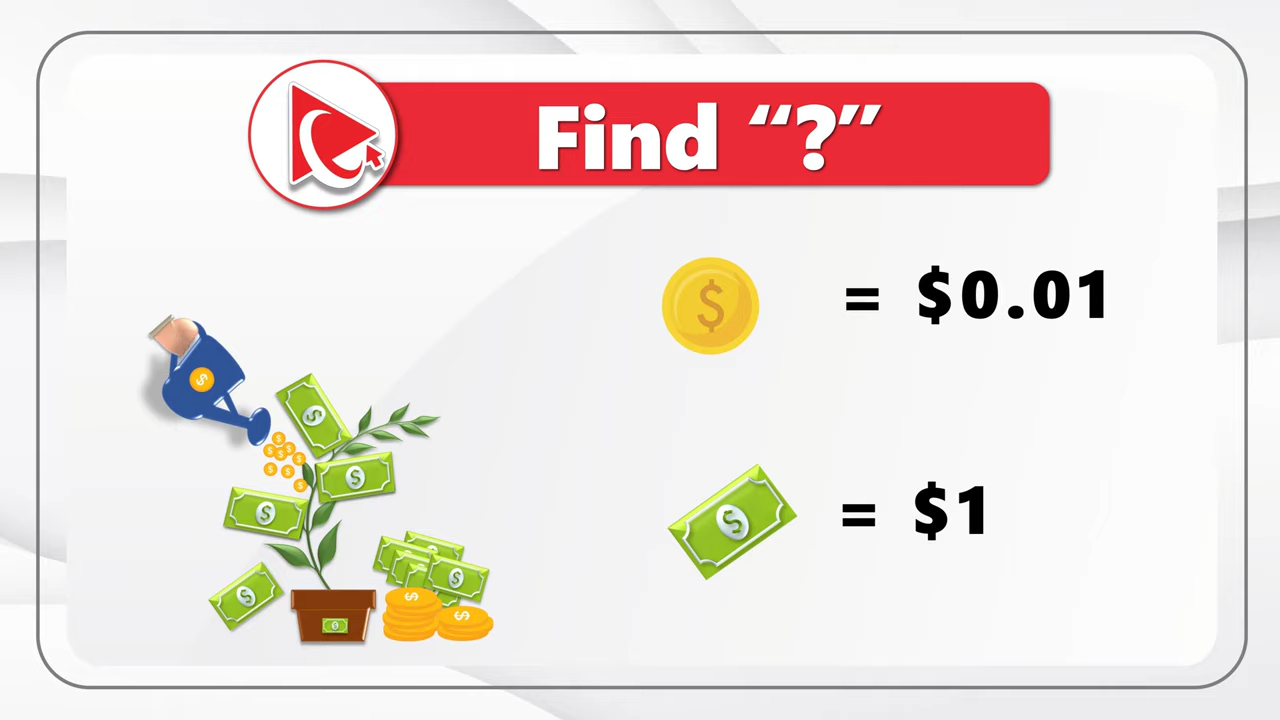 Find “?”
= $0.01
= $1